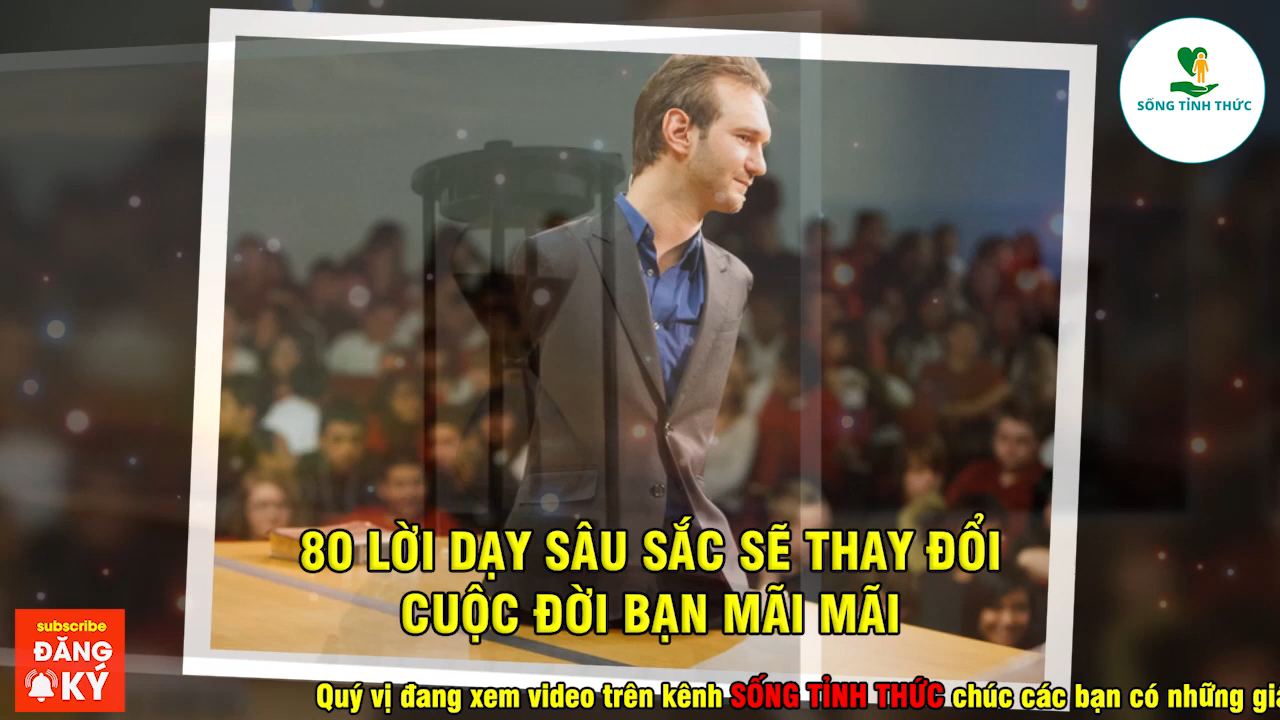 SỐNG TỈNH THỨC
80 LỜI DẠY SÂU SẮC SẼ THAY ĐỔI
CUỘC ĐỜI BẠN MÃI MÃI
subscribe
ĐĂNG
KÝ
Quý vị đang xem video trên kênh SỐNG TỈNH THỨC chúc các bạn có những